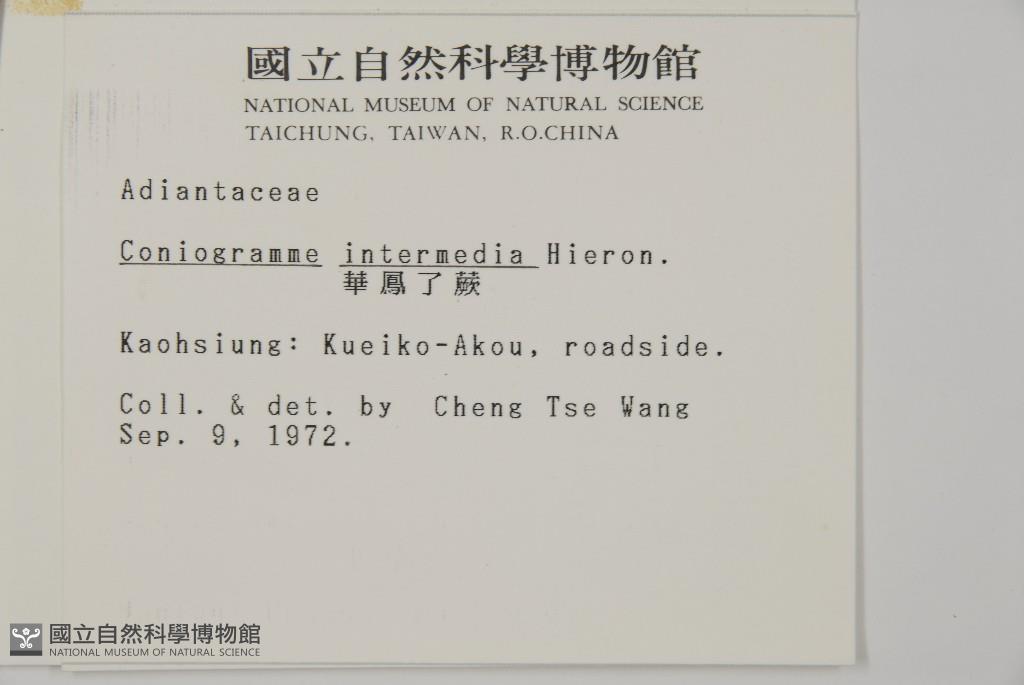 國立自然科學博物館
NATIONAL MUSEUM OF NATURAL SCIENCE
TAICHUNG, TAIWAN, R.O.CHINA
Adiantaceae
Coniogramme intermedia Hieron.
華鳳了蕨
Kaohsiung: Kueiko-Akou, roadside.
Coll. & det. by Cheng Tse Wang
Sep. 9, 1972.
國立自然科學博物館
NATIONAL MUSEUM OF NATURAL SCIENCE